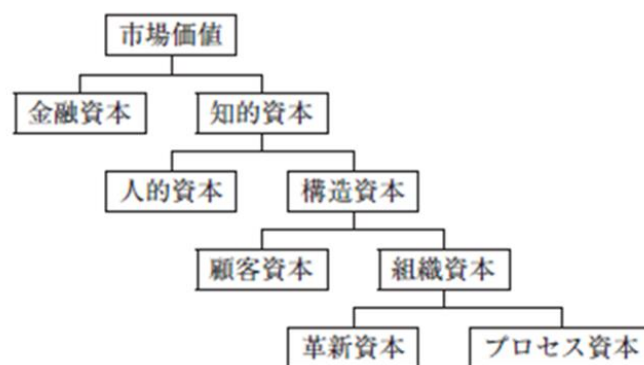 市場価値
金融資本 知的資本
人的資本 構造資本
顧客資本 組織資本
革新資本 プロセス資本